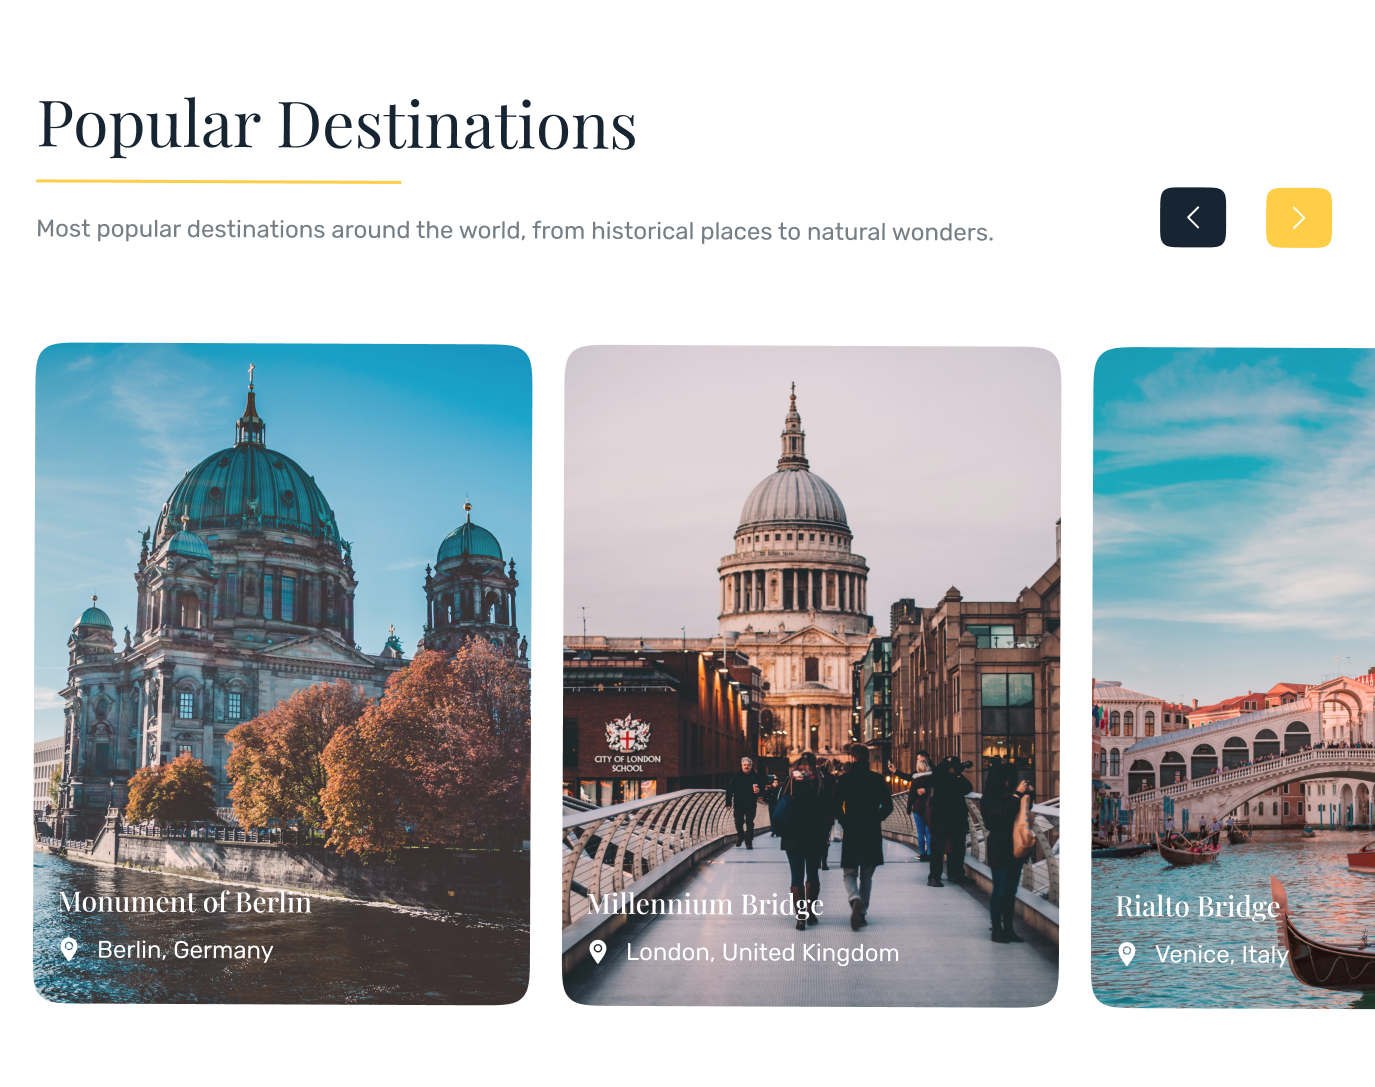 Popular Destinations
Most popular destinations around the world, from historical places to natural wonders.
CITY OF LONDON
SCHOOL
Monument of Berlin
Berlin, Germany
Millennium Bridge
London, United Kingdom
Rialto Bridge
Venice, Italy